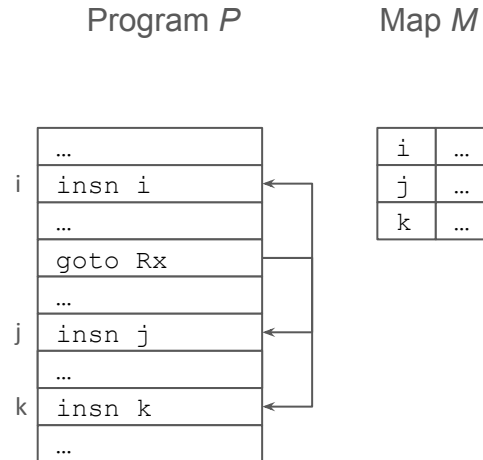 Program P
Map M
…
i insn i
…
goto Rx
…
j insn j
…
k insn k
…
i …
j …
k …